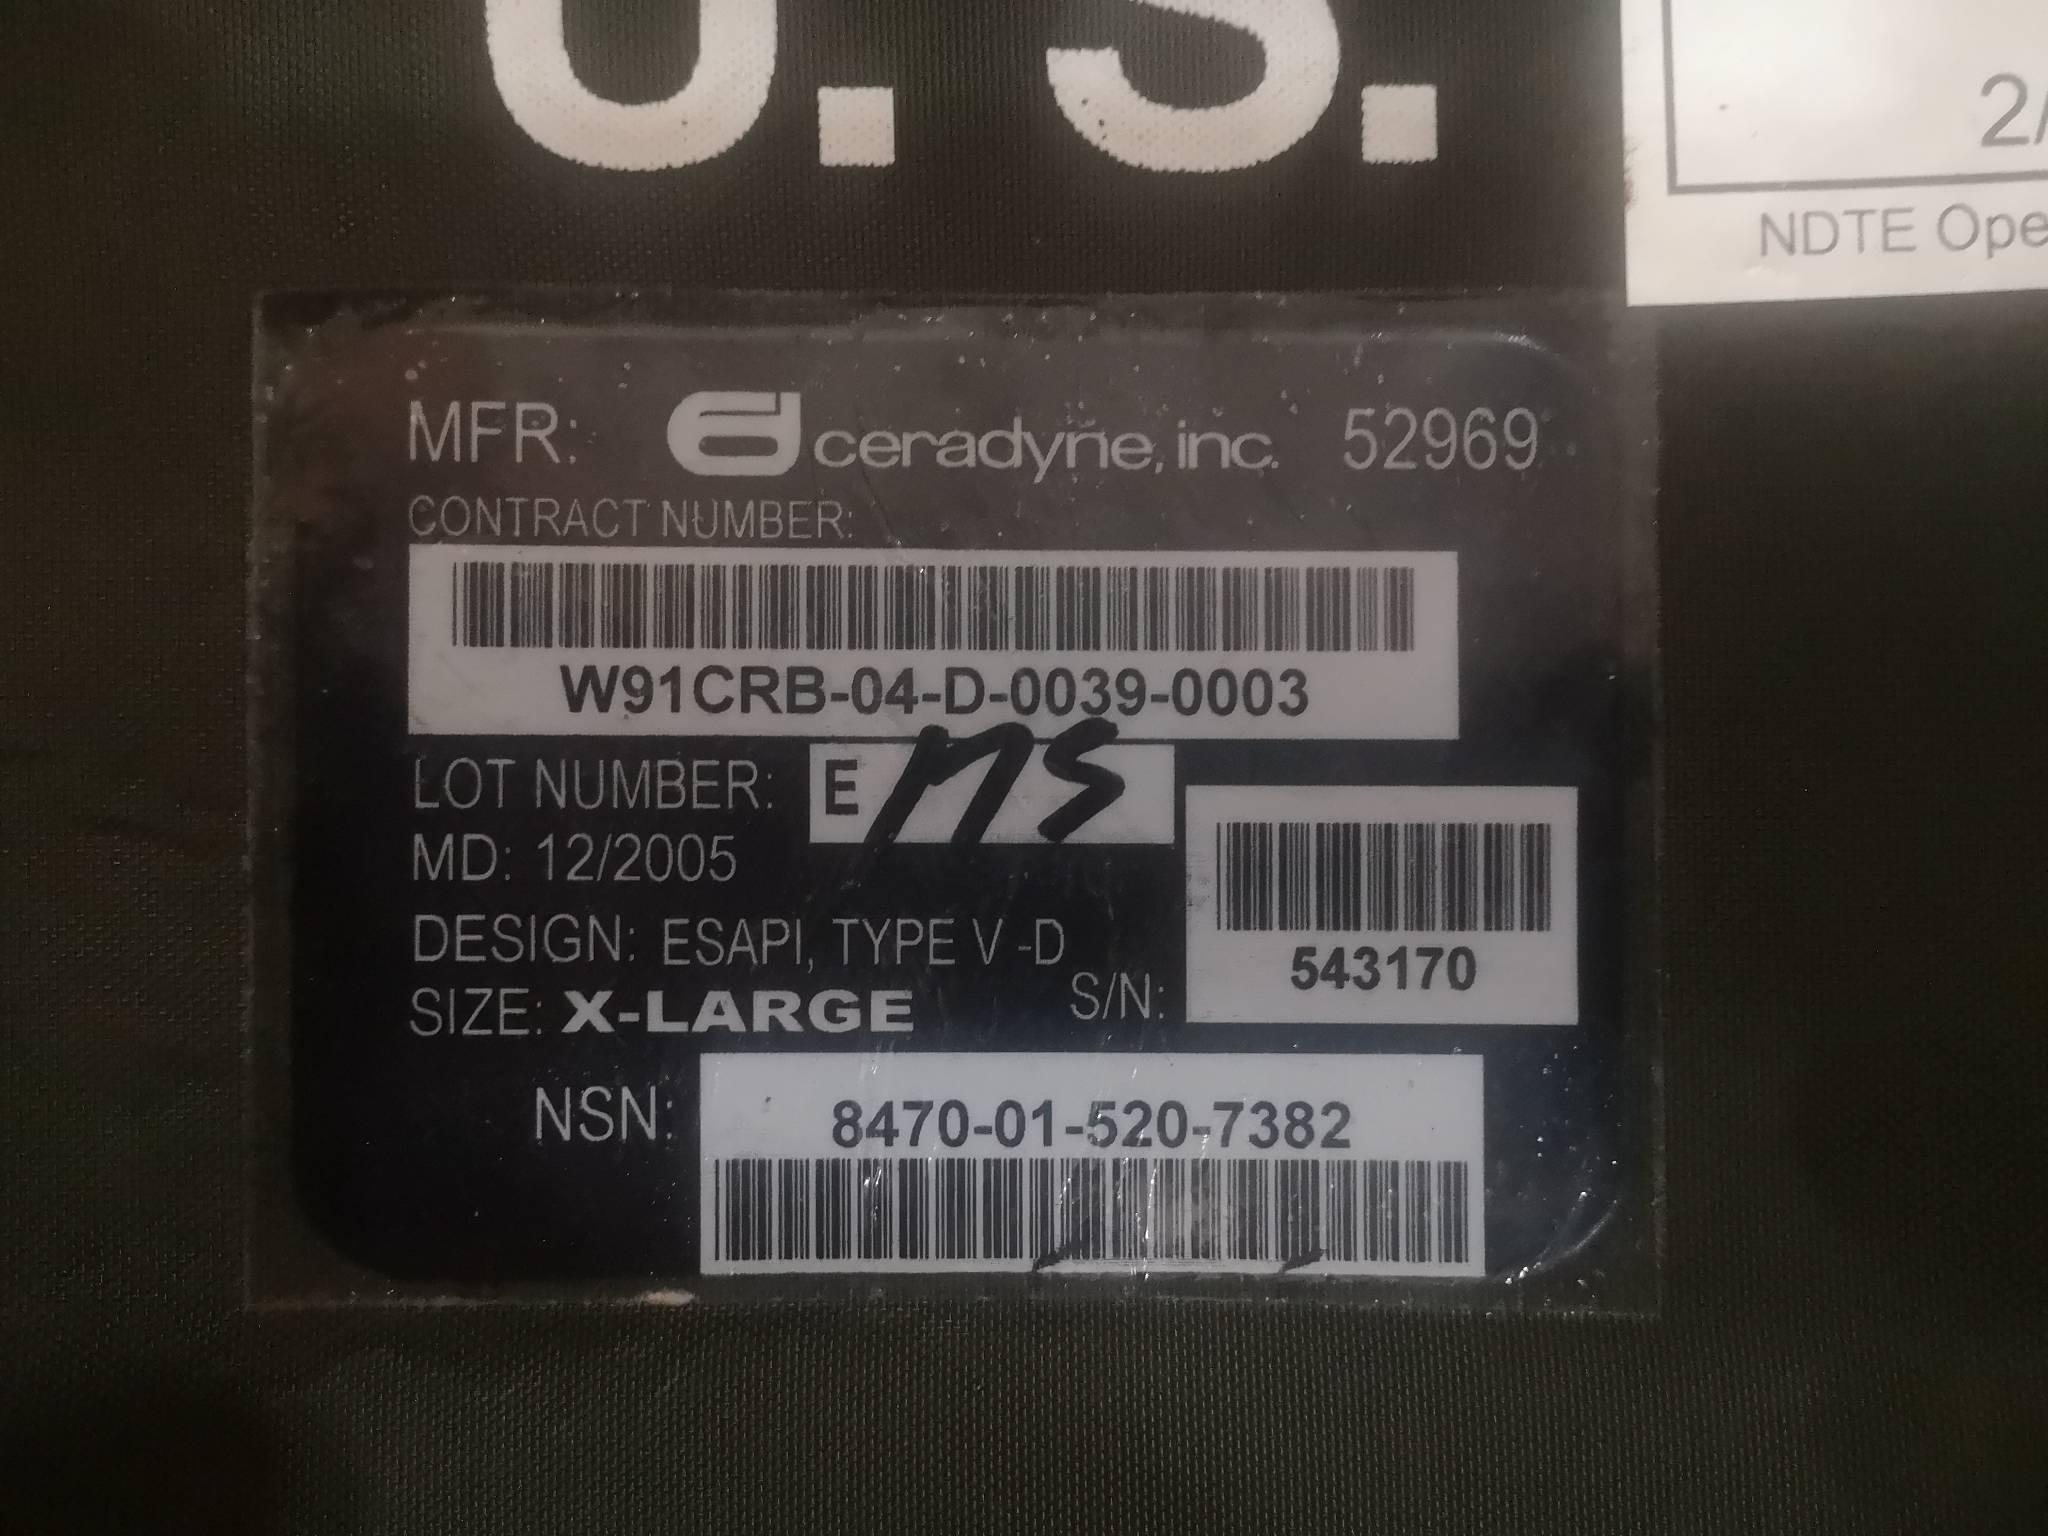 U. S.
2/
NDTE Ope
MFR: ceradyne, inc. 52969
CONTRACT NUMBER:
W91CRB-04-D-0039-0003
LOT NUMBER: E
MD: 12/2005
DESIGN: ESAPI, TYPE V -D
S/N: 543170
SIZE: X-LARGE
NSN: 8470-01-520-7382